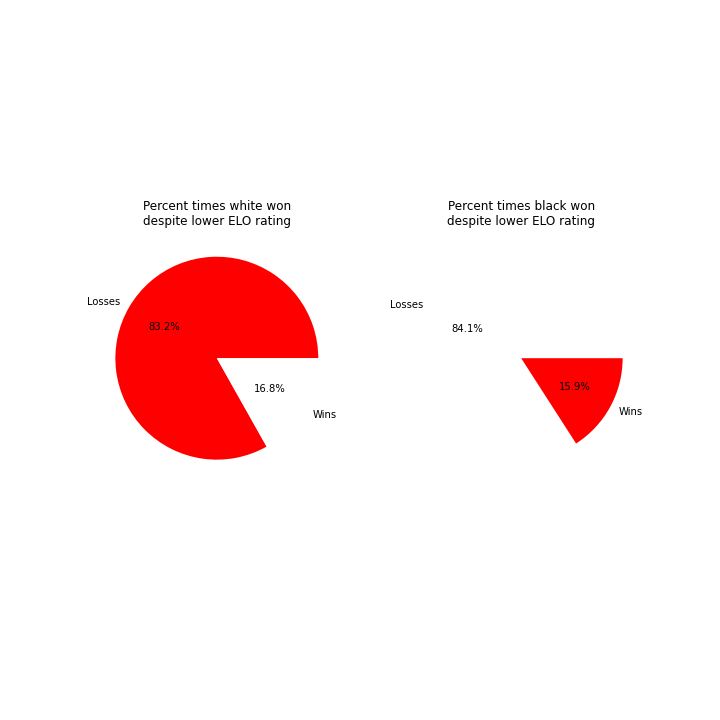 Percent times white won
despite lower ELO rating
Losses
83.2%
16.8%
Wins
Percent times black won
despite lower ELO rating
Losses
84.1%
15.9%
Wins